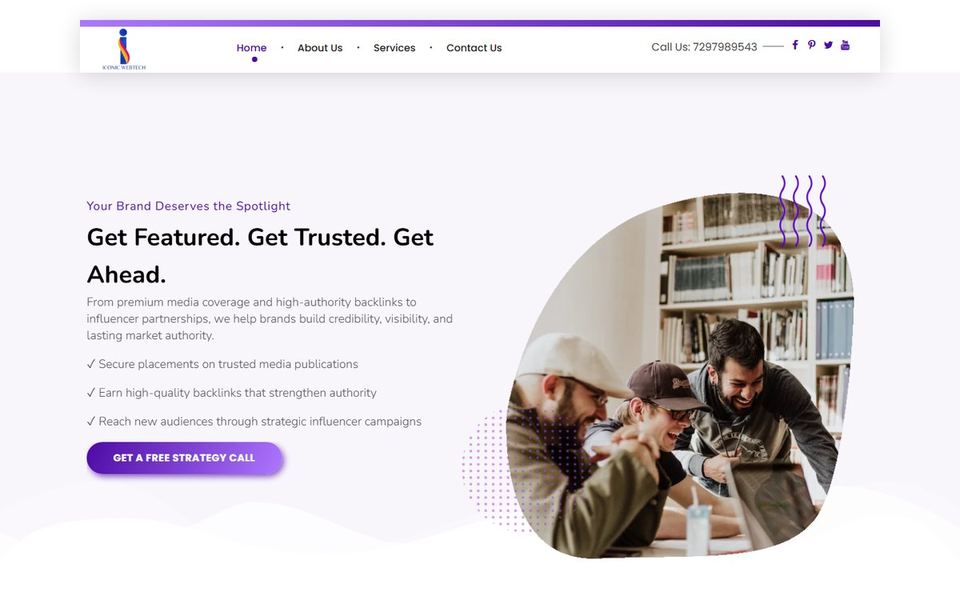 ICONIC WEBTECH
Home · About Us · Services · Contact Us
Call Us: 7297989543
Your Brand Deserves the Spotlight
Get Featured. Get Trusted. Get
Ahead.
From premium media coverage and high-authority backlinks to
influencer partnerships, we help brands build credibility, visibility, and
lasting market authority.
✓ Secure placements on trusted media publications
✓ Earn high-quality backlinks that strengthen authority
✓ Reach new audiences through strategic influencer campaigns
GET A FREE STRATEGY CALL